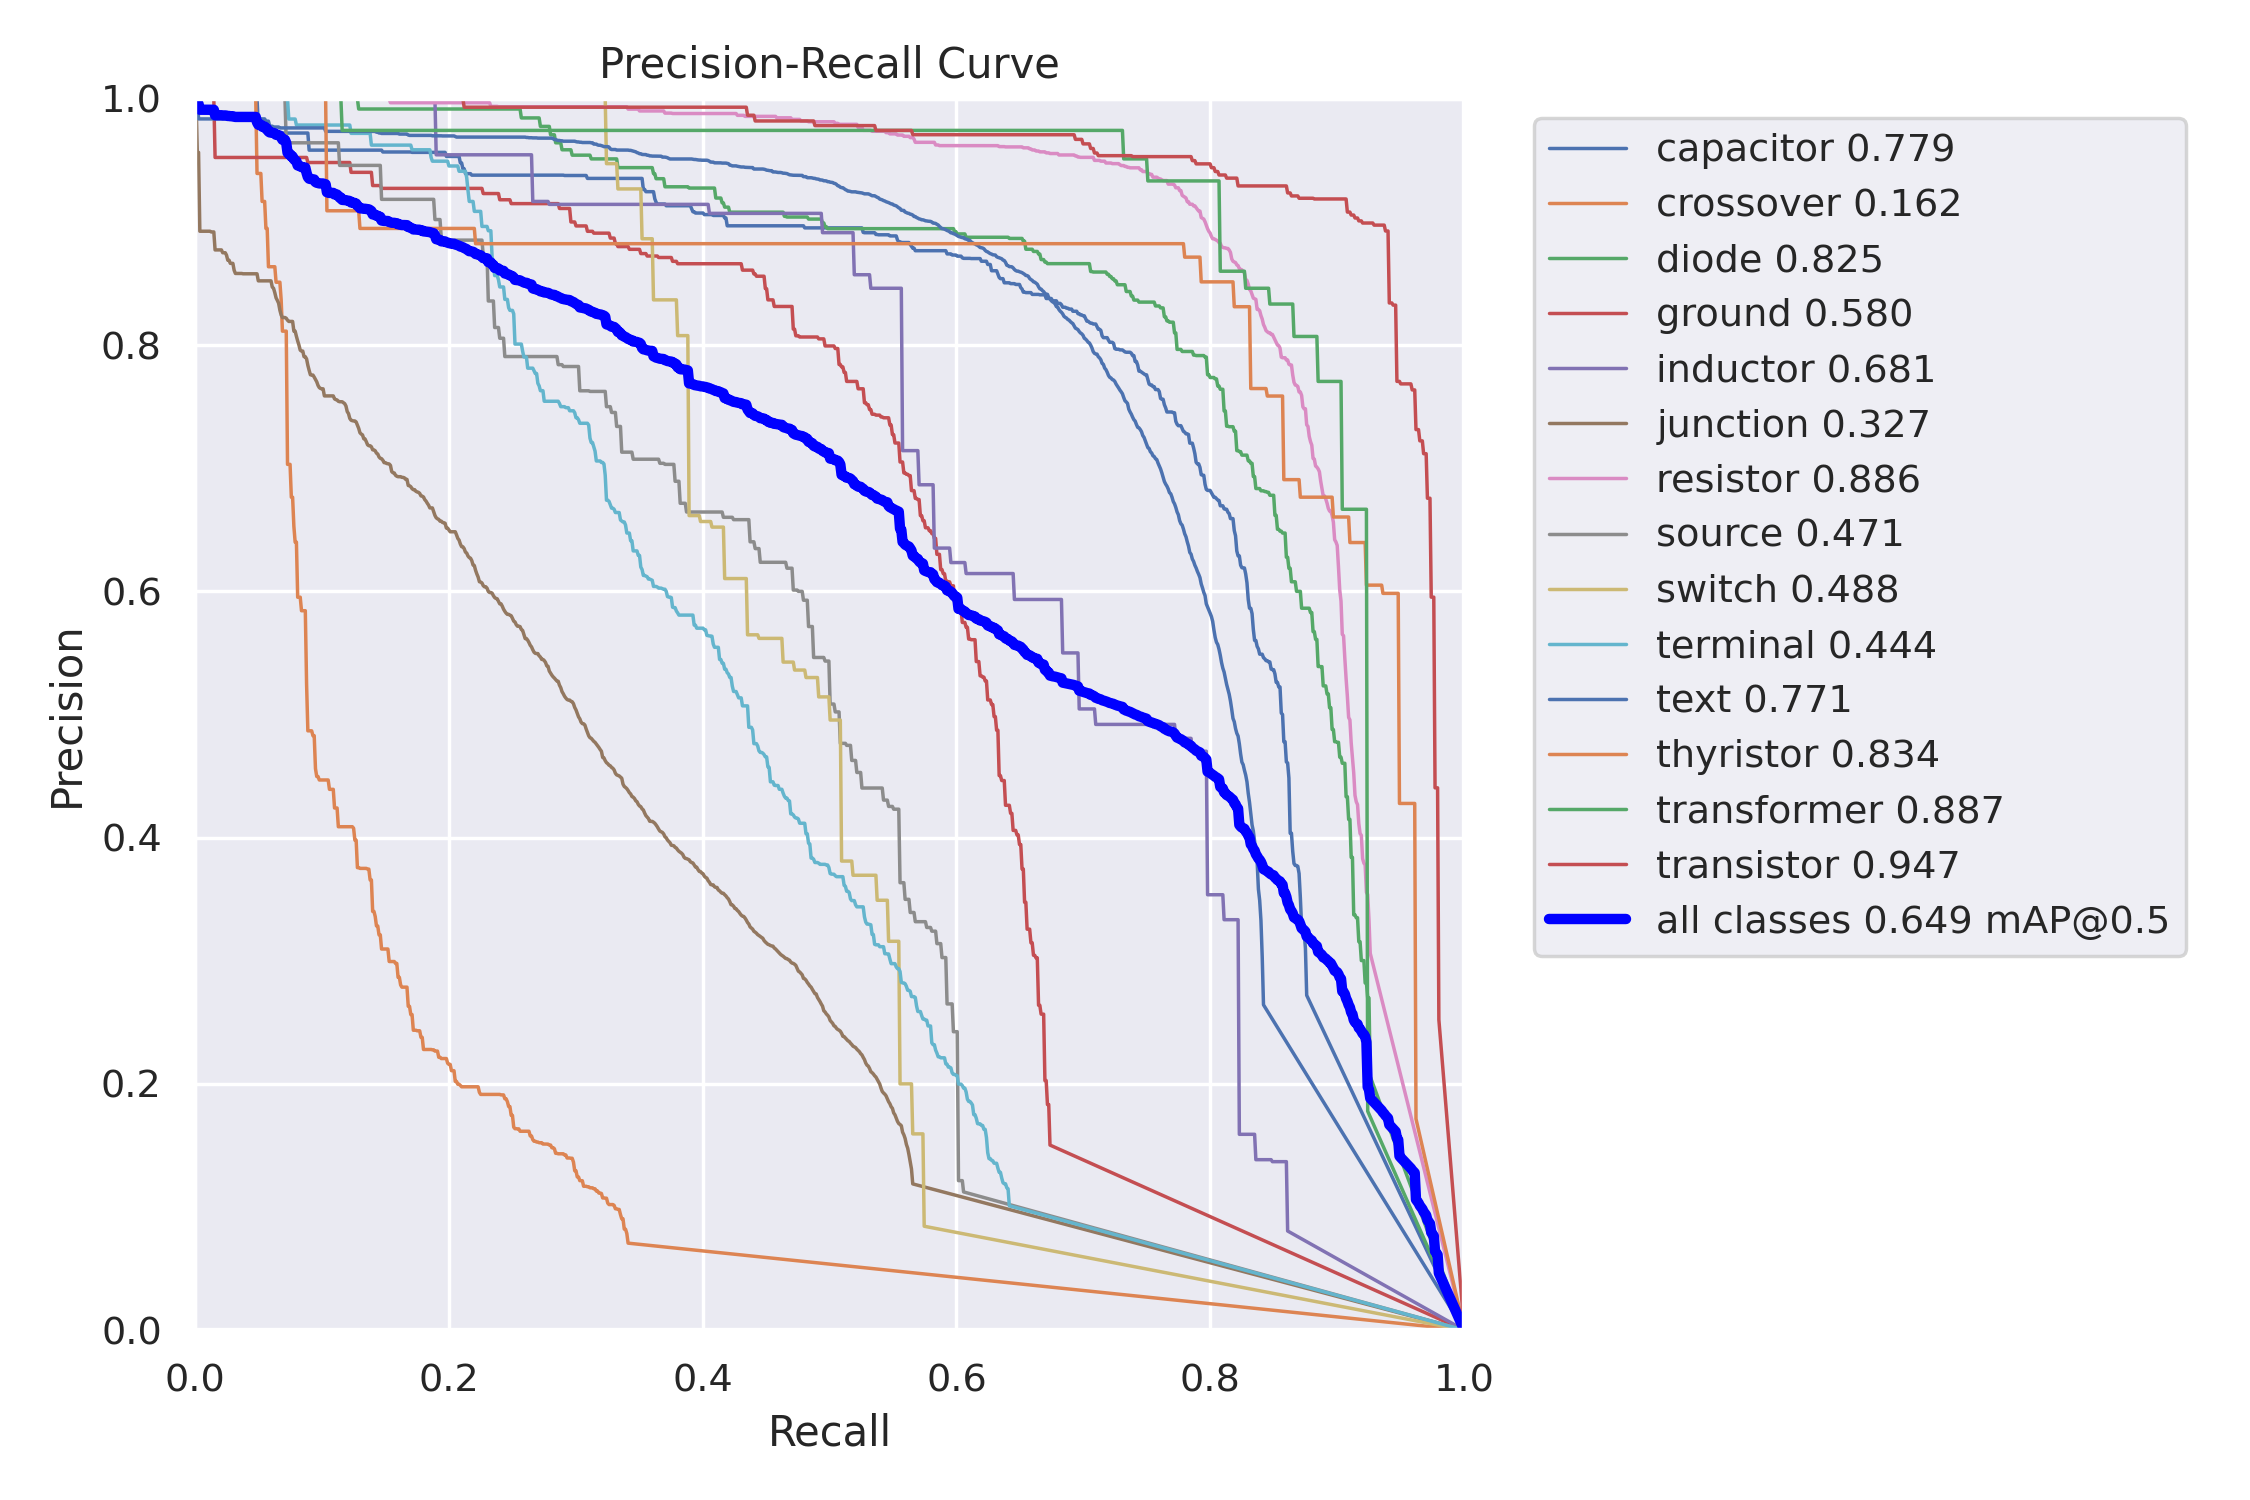 Precision-Recall Curve
1.0
0.8
0.6
0.4
0.2
0.0
Precision
0.0 0.2 0.4 0.6 0.8 1.0
Recall
capacitor 0.779
crossover 0.162
diode 0.825
ground 0.580
inductor 0.681
junction 0.327
resistor 0.886
source 0.471
switch 0.488
terminal 0.444
text 0.771
thyristor 0.834
transformer 0.887
transistor 0.947
all classes 0.649 mAP@0.5